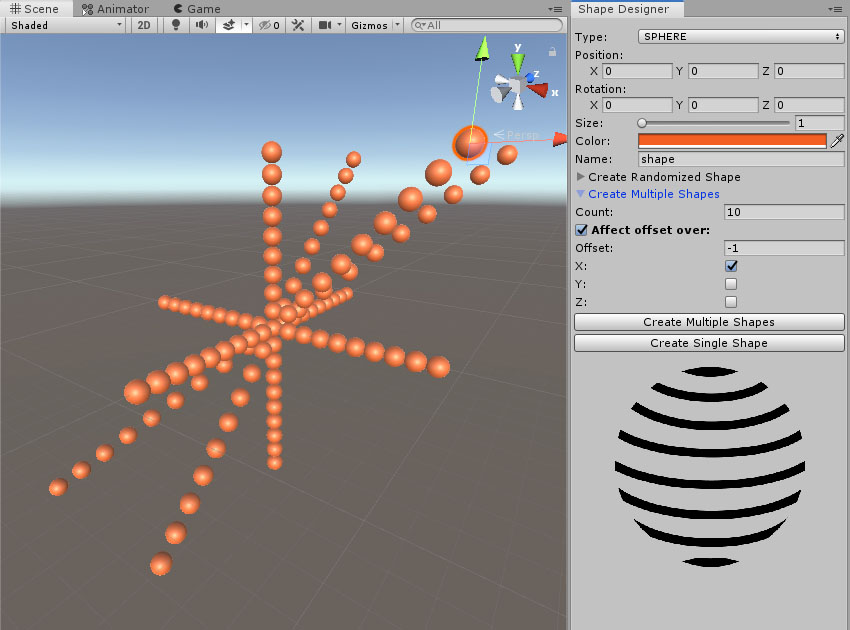 Scene Animator Game
Shaded 2D 0 Gizmos All
y
z
x
Persp
Shape Designer
Type: SPHERE
Position:
X 0 Y 0 Z 0
Rotation:
X 0 Y 0 Z 0
Size: 1
Color:
Name: shape
Create Randomized Shape
Create Multiple Shapes
Count: 10
Affect offset over:
Offset: -1
X:
Y:
Z:
Create Multiple Shapes
Create Single Shape